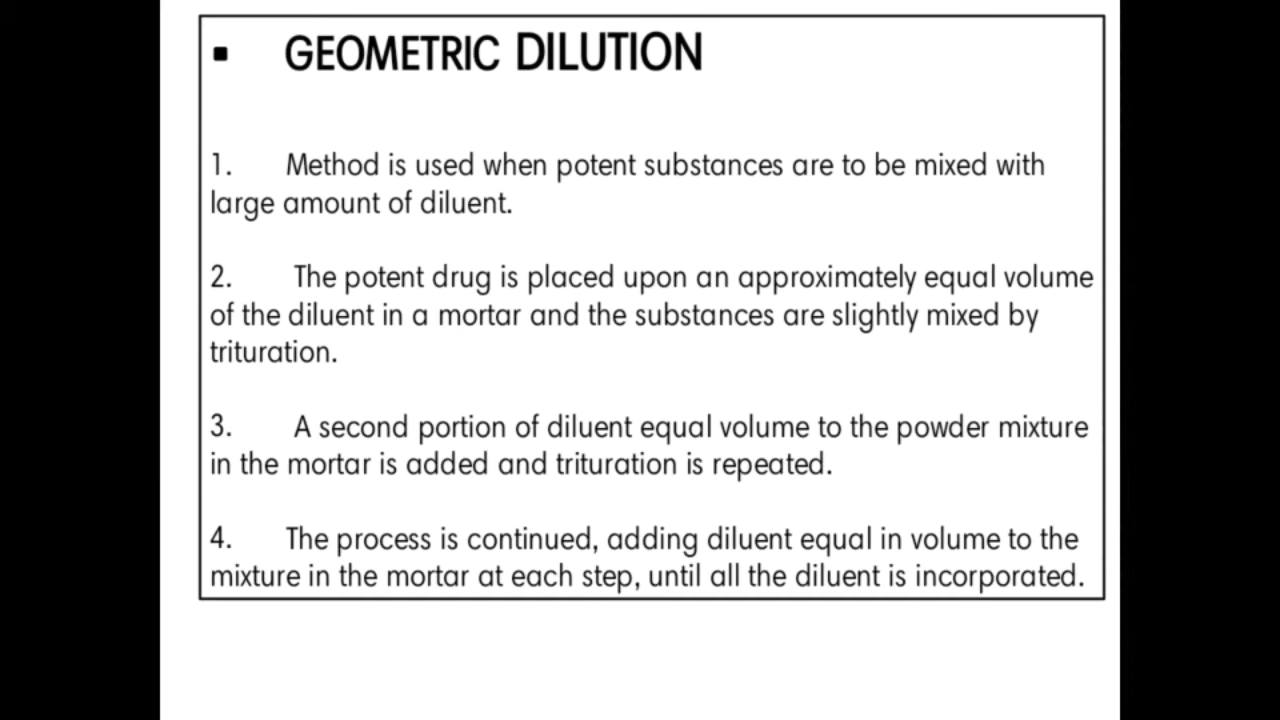 ▪ GEOMETRIC DILUTION
1. Method is used when potent substances are to be mixed with
large amount of diluent.
2. The potent drug is placed upon an approximately equal volume
of the diluent in a mortar and the substances are slightly mixed by
trituration.
3. A second portion of diluent equal volume to the powder mixture
in the mortar is added and trituration is repeated.
4. The process is continued, adding diluent equal in volume to the
mixture in the mortar at each step, until all the diluent is incorporated.